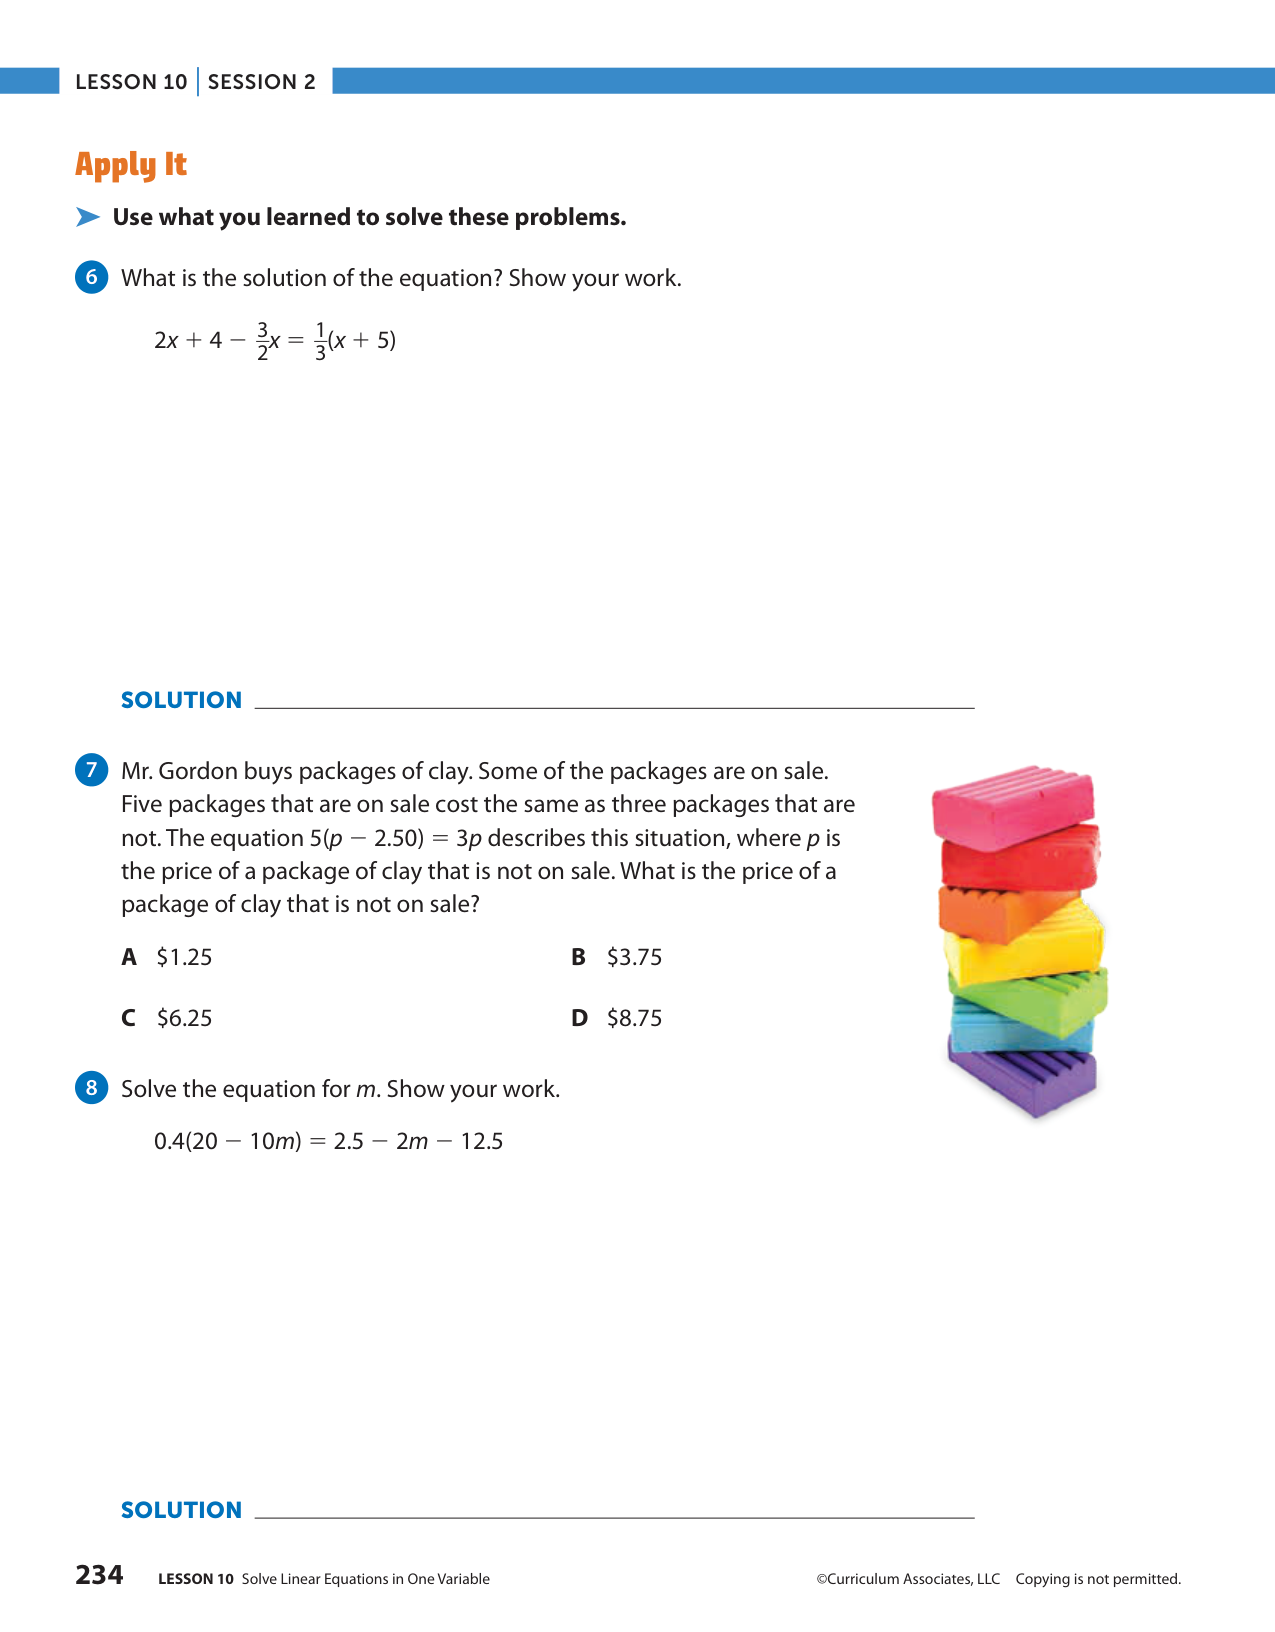 LESSON 10 | SESSION 2
Apply It
➤ Use what you learned to solve these problems.
6 What is the solution of the equation? Show your work.
2x + 4 − 3/2x = 1/3(x + 5)
SOLUTION
7 Mr. Gordon buys packages of clay. Some of the packages are on sale.
Five packages that are on sale cost the same as three packages that are
not. The equation 5(p − 2.50) = 3p describes this situation, where p is
the price of a package of clay that is not on sale. What is the price of a
package of clay that is not on sale?
A $1.25 B $3.75
C $6.25 D $8.75
8 Solve the equation for m. Show your work.
0.4(20 − 10m) = 2.5 − 2m − 12.5
SOLUTION
234 LESSON 10 Solve Linear Equations in One Variable ©Curriculum Associates, LLC Copying is not permitted.